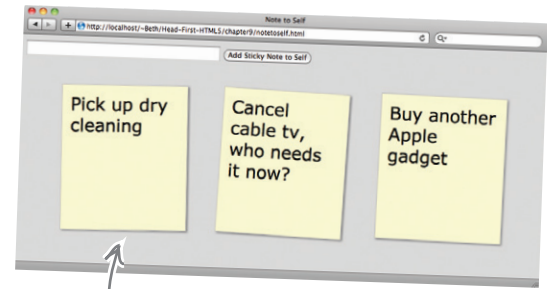 Note to Self
http://localhost/~Beth/Head-First-HTML5/chapter9/notetoself.html
Add Sticky Note to Self
Pick up dry
cleaning
Cancel
cable tv,
who needs
it now?
Buy another
Apple
gadget